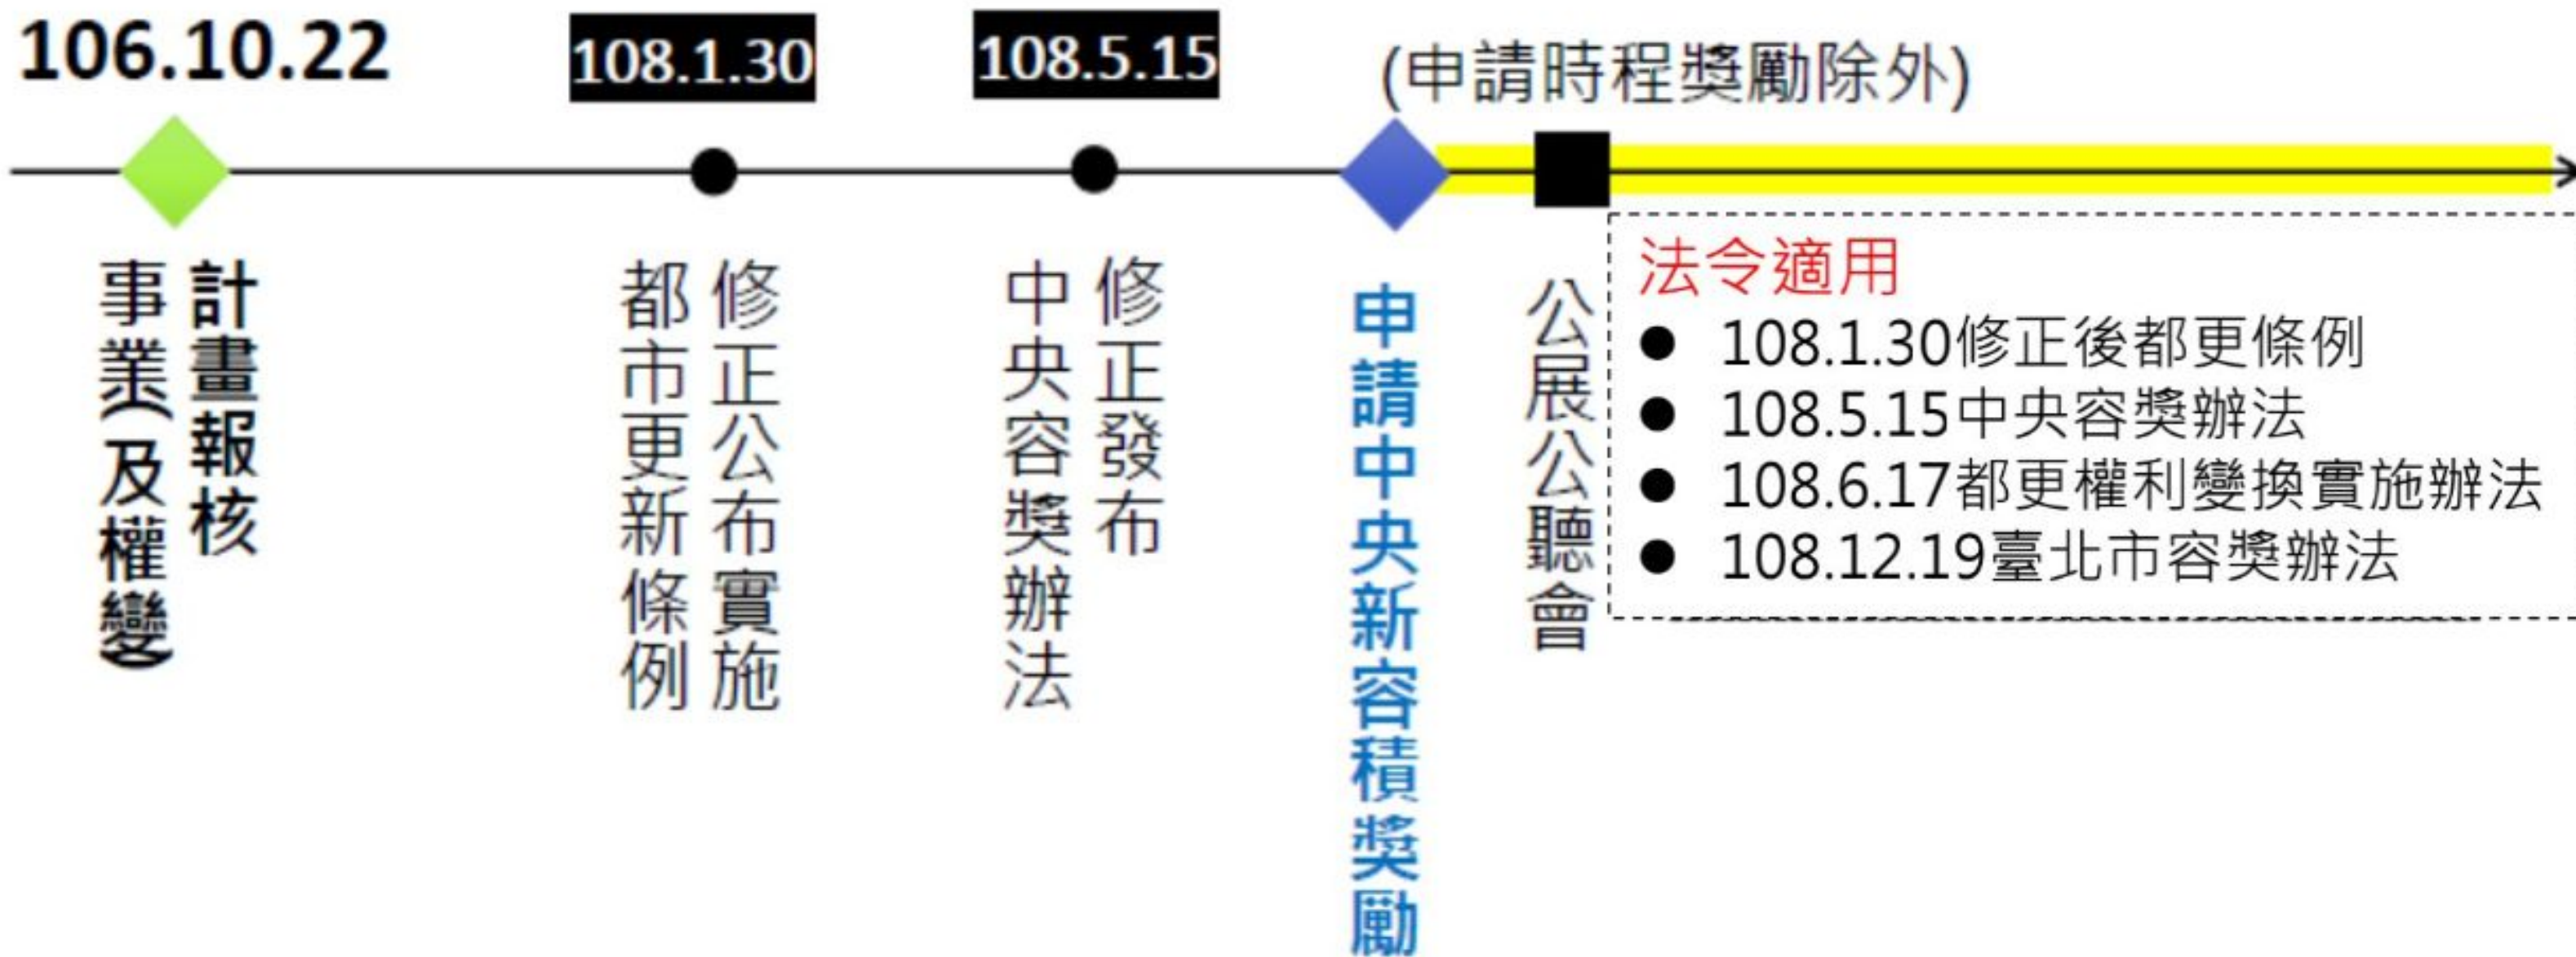 106.10.22
108.1.30
108.5.15
(申請時程獎勵除外)
計畫報核
事業(及權變)
修正公布實施
都市更新條例
修正發布
中央容獎辦法
申請中央新容積獎勵
公展公聽會
法令適用
● 108.1.30修正後都更條例
● 108.5.15中央容獎辦法
● 108.6.17都更權利變換實施辦法
● 108.12.19臺北市容獎辦法